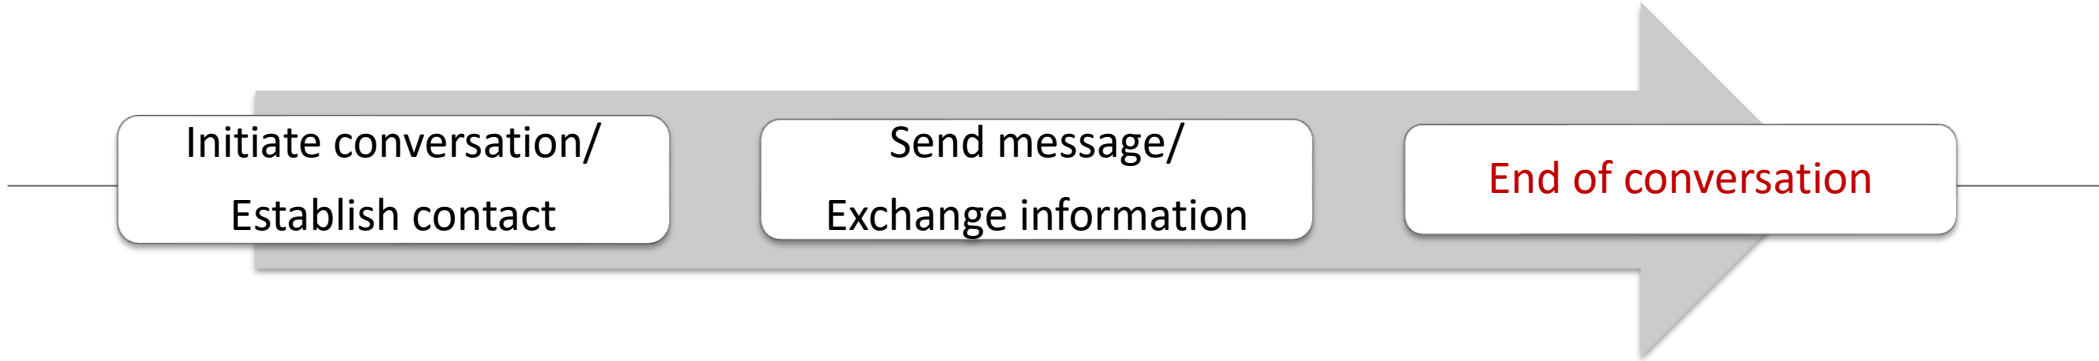 Initiate conversation/
Establish contact
Send message/
Exchange information
End of conversation